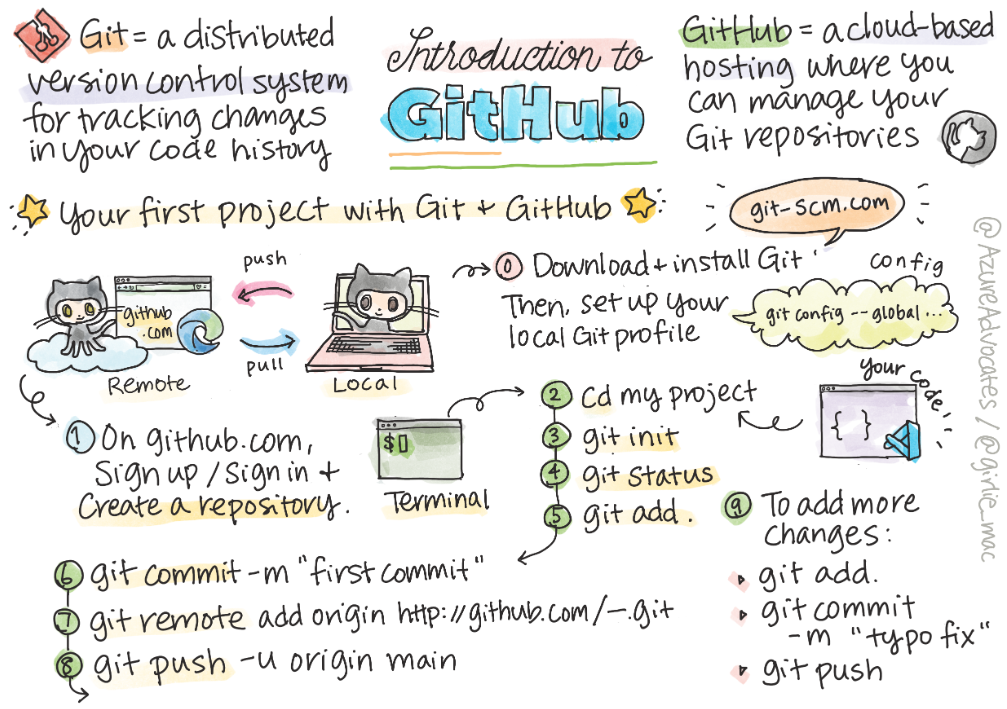 Git = a distributed
version control system
for tracking changes
in your code history
Introduction to
GitHub
GitHub = a cloud-based
hosting where you
can manage your
Git repositories
Your first project with Git + GitHub
git-scm.com
push
github
.com
pull
Remote
Local
0 Download + install Git
Then, set up your
local Git profile
config
git config --global ...
1 On github.com,
Sign up / Sign in +
Create a repository.
$
Terminal
2 cd my project
3 git init
4 git status
5 git add .
your code
{ }
6 git commit -m "first commit"
7 git remote add origin http://github.com/~.git
8 git push -u origin main
9 To add more
changes:
git add.
git commit
-m "typo fix"
git push
@AzureAdvocates / @girlie_mac